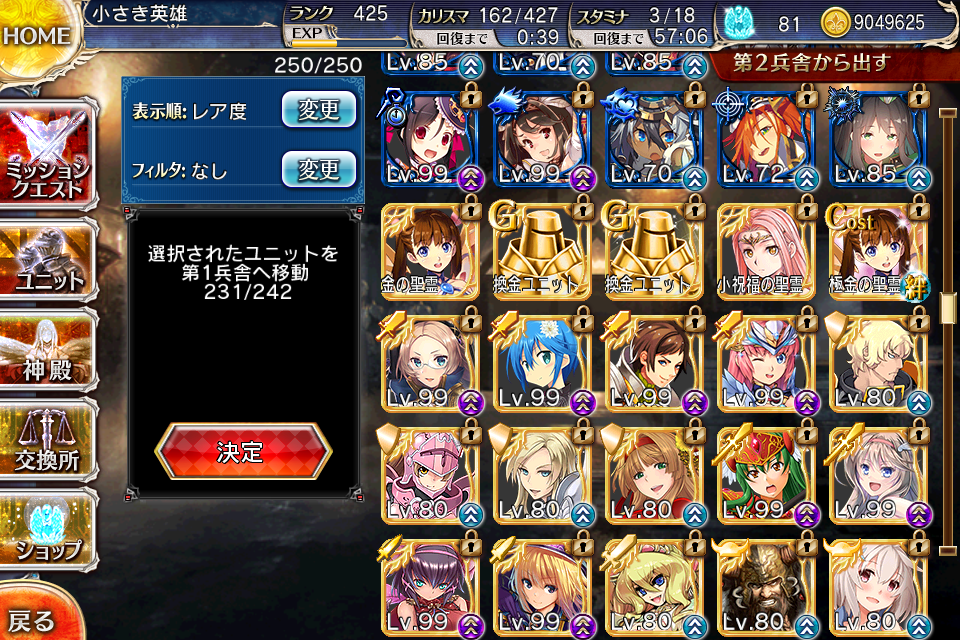 HOME
小さき英雄
ランク 425
EXP
カリスマ 162/427
回復まで 0:39
スタミナ 3/18
回復まで 57:06
81
9049625
250/250
第2兵舎から出す
表示順: レア度
変更
フィルタ: なし
変更
選択されたユニットを
第1兵舎へ移動
231/242
決定
ミッション
クエスト
ユニット
神殿
交換所
ショップ
戻る
Lv.85 Lv.70 Lv.85
Lv.99 Lv.99 Lv.70 Lv.72 Lv.85
G G Cost
金の聖霊 換金ユニット 換金ユニット 小祝福の聖霊 極金の聖霊 絆
Lv.99 Lv.99 Lv.99 Lv.99 Lv.80
Lv.80 Lv.80 Lv.80 Lv.99 Lv.99
Lv.99 Lv.99 Lv.80 Lv.80 Lv.80